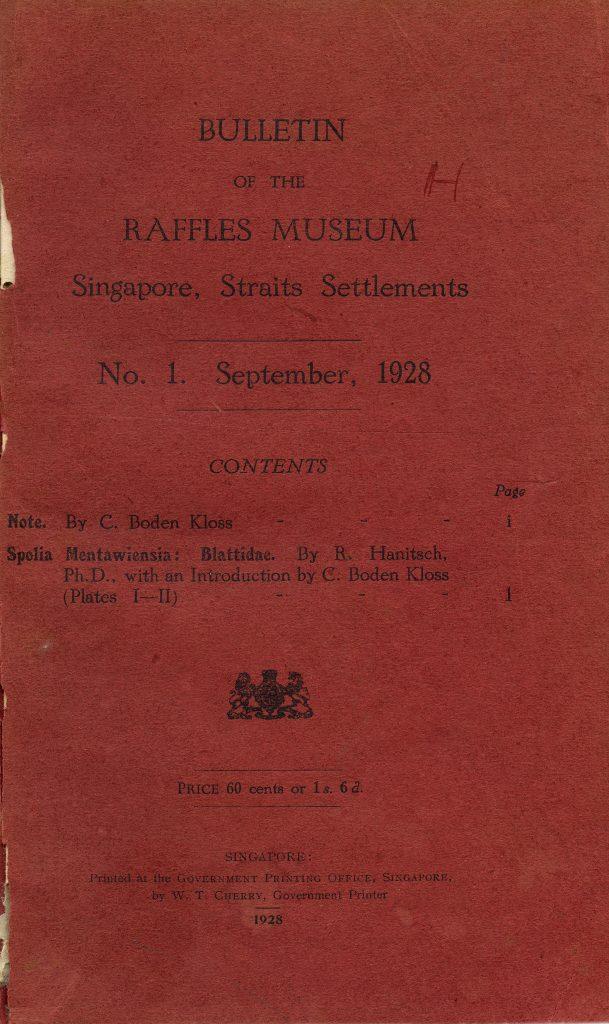 BULLETIN
OF THE
RAFFLES MUSEUM
Singapore, Straits Settlements
No. 1. September, 1928
CONTENTS
Page
Note. By C. Boden Kloss - - - i
Spolia Mentawiensia: Blattidae. By R. Hanitsch,
Ph.D., with an Introduction by C. Boden Kloss
(Plates I—II) - - - 1
PRICE 60 cents or 1s. 6d.
SINGAPORE:
Printed at the GOVERNMENT PRINTING OFFICE, SINGAPORE,
by W. T. CHERRY, Government Printer
1928